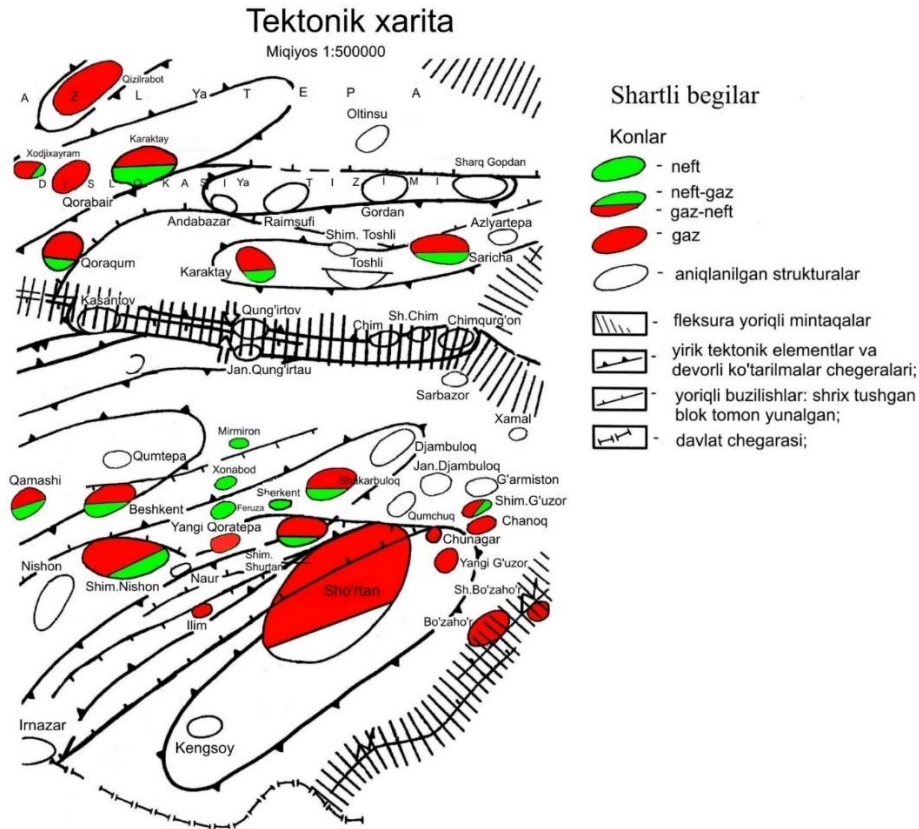 Tektonik xarita
Miqiyos 1:500000
Qizilrabot
A Z L Ya T E P A
Oltinsu
Xodjixayram
Karaktay
Sharq Gopdan
D I S L O K A S I Ya T I Z I M I
Qorabair
Andabazar
Raimsufi
Gordan
Azlyartepa
Shim. Toshli
Qoraqum
Karaktay
Toshli
Saricha
Kasantov
Qung'irtov
Chim
Sh.Chim
Chimqurg'on
Jan.Qung'irtau
Sarbazor
Xamal
Mirmiron
Qumtepa
Djambuloq
Jan.Djambuloq
G'armiston
Xonabod
Shakarbuloq
Qamashi
Beshkent
Feruza
Sherkent
Shim.G'uzor
Yangi Qoratepa
Qumchuq
Chanoq
Chunagar
Nishon
Shim.Nishon
Naur
Shim.
Shurtan
Yangi G'uzor
Sho'rtan
Sh.Bo'zaho'r
Ilim
Bo'zaho'r
Irnazar
Kengsoy
Shartli begilar
Konlar
- neft
- neft-gaz
- gaz-neft
- gaz
- aniqlanilgan strukturalar
- fleksura yoriqli mintaqalar
- yirik tektonik elementlar va
devorli ko'tarilmalar chegeralari;
- yoriqli buzilishlar: shrix tushgan
blok tomon yunalgan;
- davlat chegarasi;